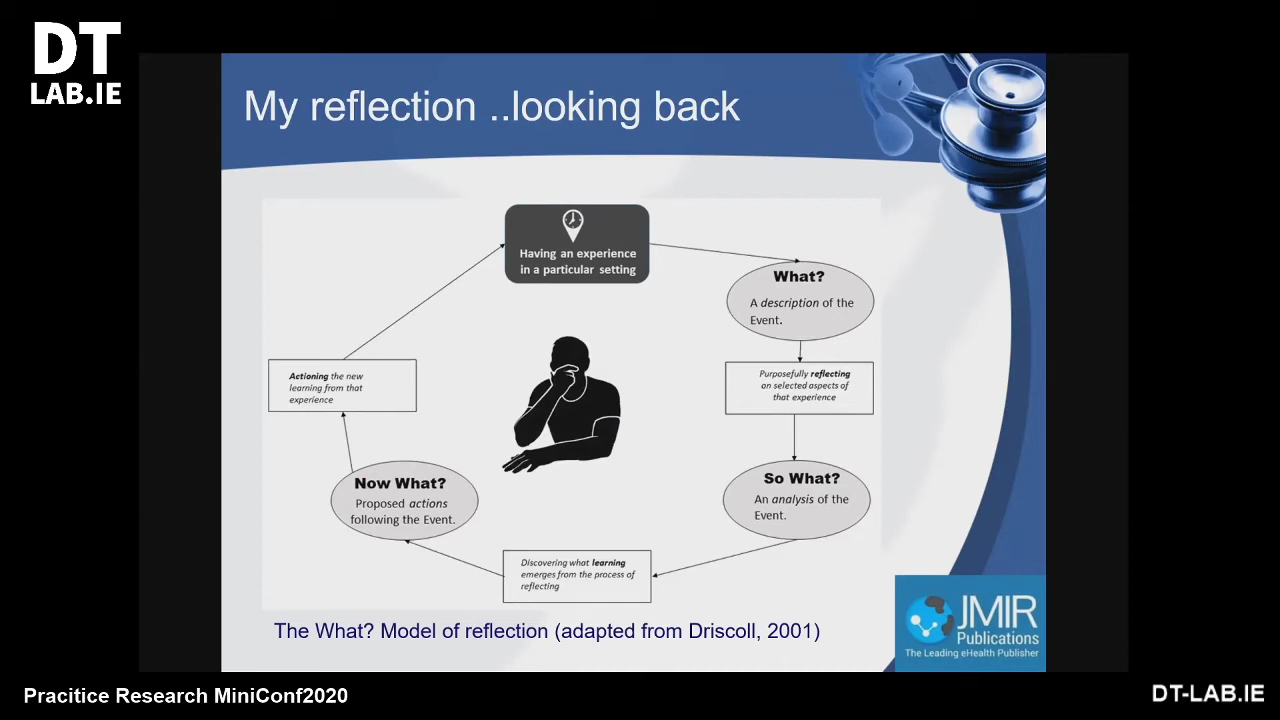 DT
LAB.IE
My reflection ..looking back
Having an experience
in a particular setting
What?
A description of the
Event.
Purposefully reflecting
on selected aspects of
that experience
So What?
An analysis of the
Event.
Discovering what learning
emerges from the process of
reflecting
Now What?
Proposed actions
following the Event.
Actioning the new
learning from that
experience
The What? Model of reflection (adapted from Driscoll, 2001)
JMIR
Publications
The Leading eHealth Publisher
Pracitice Research MiniConf2020
DT-LAB.IE